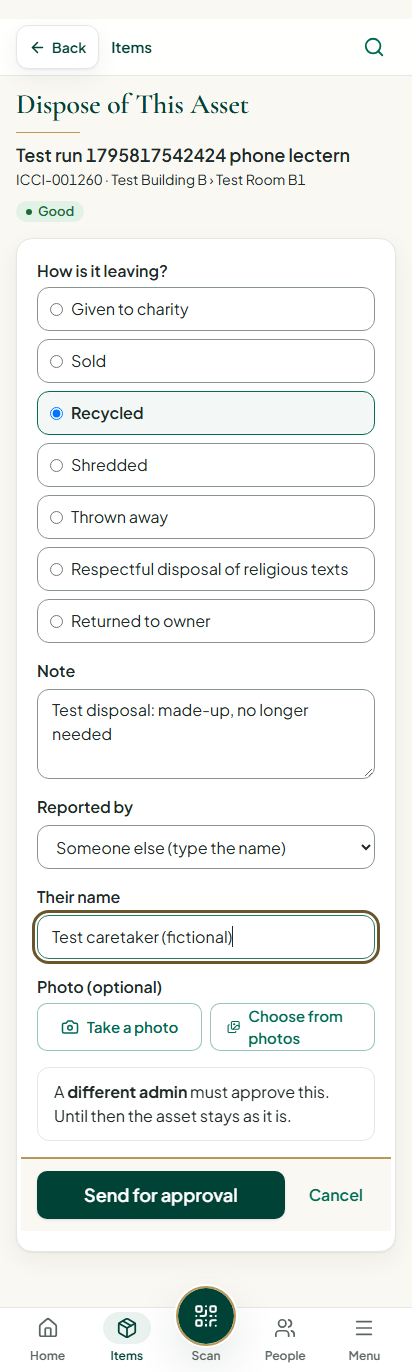 Back
Items
Dispose of This Asset
Test run 1795817542424 phone lectern
ICCI-001260 · Test Building B › Test Room B1
Good
How is it leaving?
Given to charity
Sold
Recycled
Shredded
Thrown away
Respectful disposal of religious texts
Returned to owner
Note
Test disposal: made-up, no longer
needed
Reported by
Someone else (type the name)
Their name
Test caretaker (fictional)
Photo (optional)
Take a photo
Choose from
photos
A different admin must approve this.
Until then the asset stays as it is.
Send for approval
Cancel
Home
Items
Scan
People
Menu